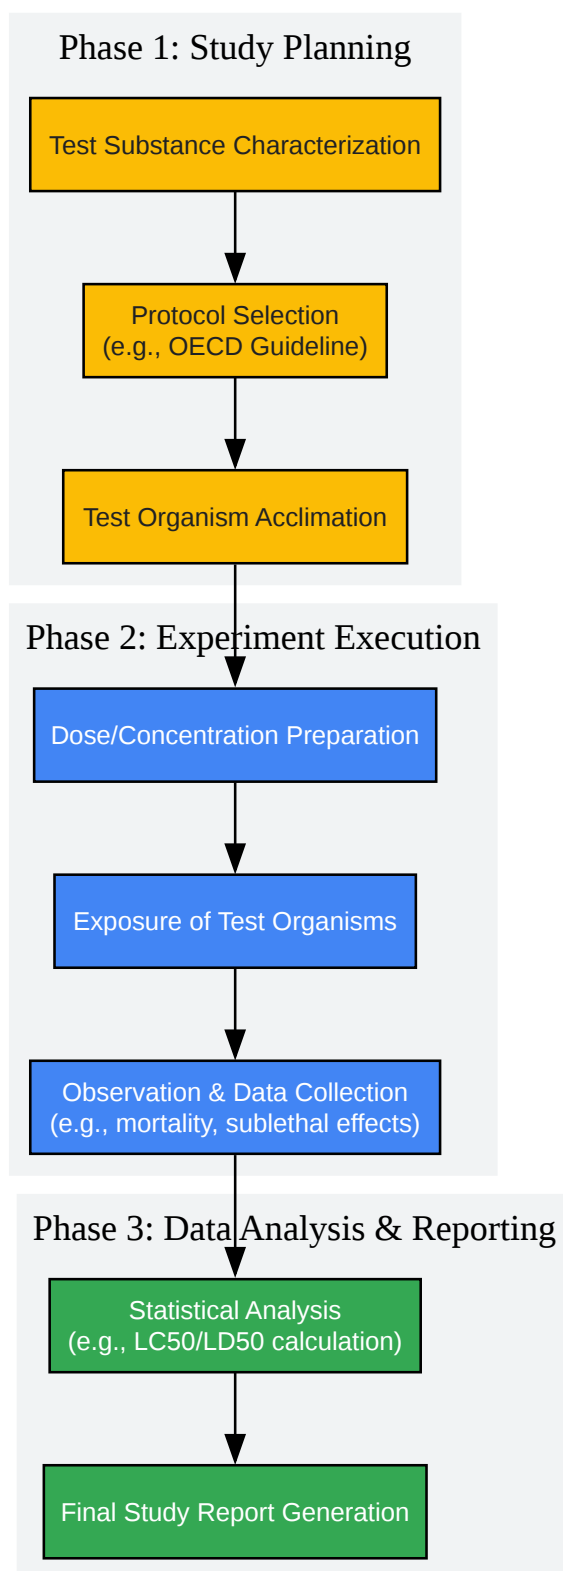 Phase 1: Study Planning
Test Substance Characterization
Protocol Selection
(e.g., OECD Guideline)
Test Organism Acclimation
Phase 2: Experiment Execution
Dose/Concentration Preparation
Exposure of Test Organisms
Observation & Data Collection
(e.g., mortality, sublethal effects)
Phase 3: Data Analysis & Reporting
Statistical Analysis
(e.g., LC50/LD50 calculation)
Final Study Report Generation